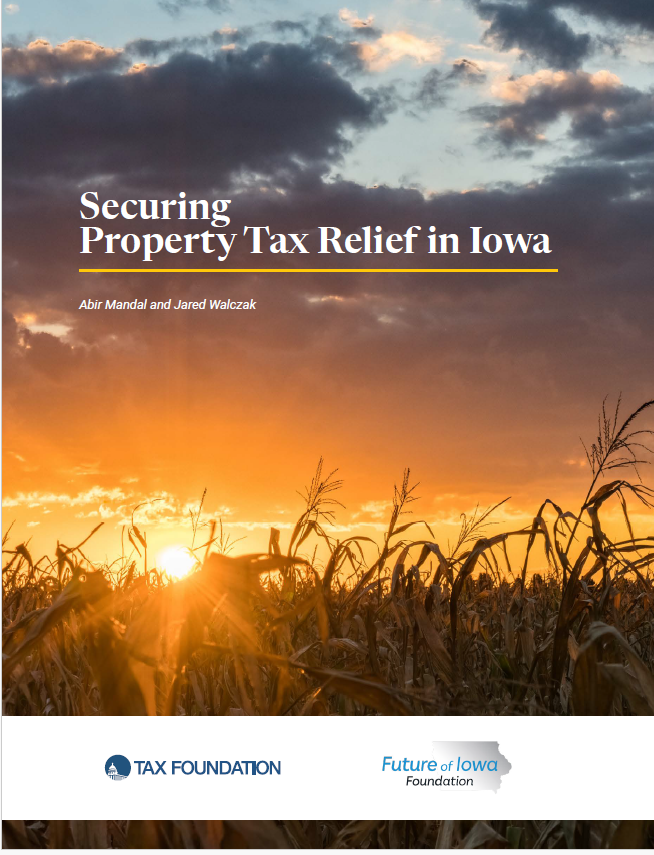 Securing
Property Tax Relief in Iowa
Abir Mandal and Jared Walczak
TAX FOUNDATION
Future of Iowa
Foundation